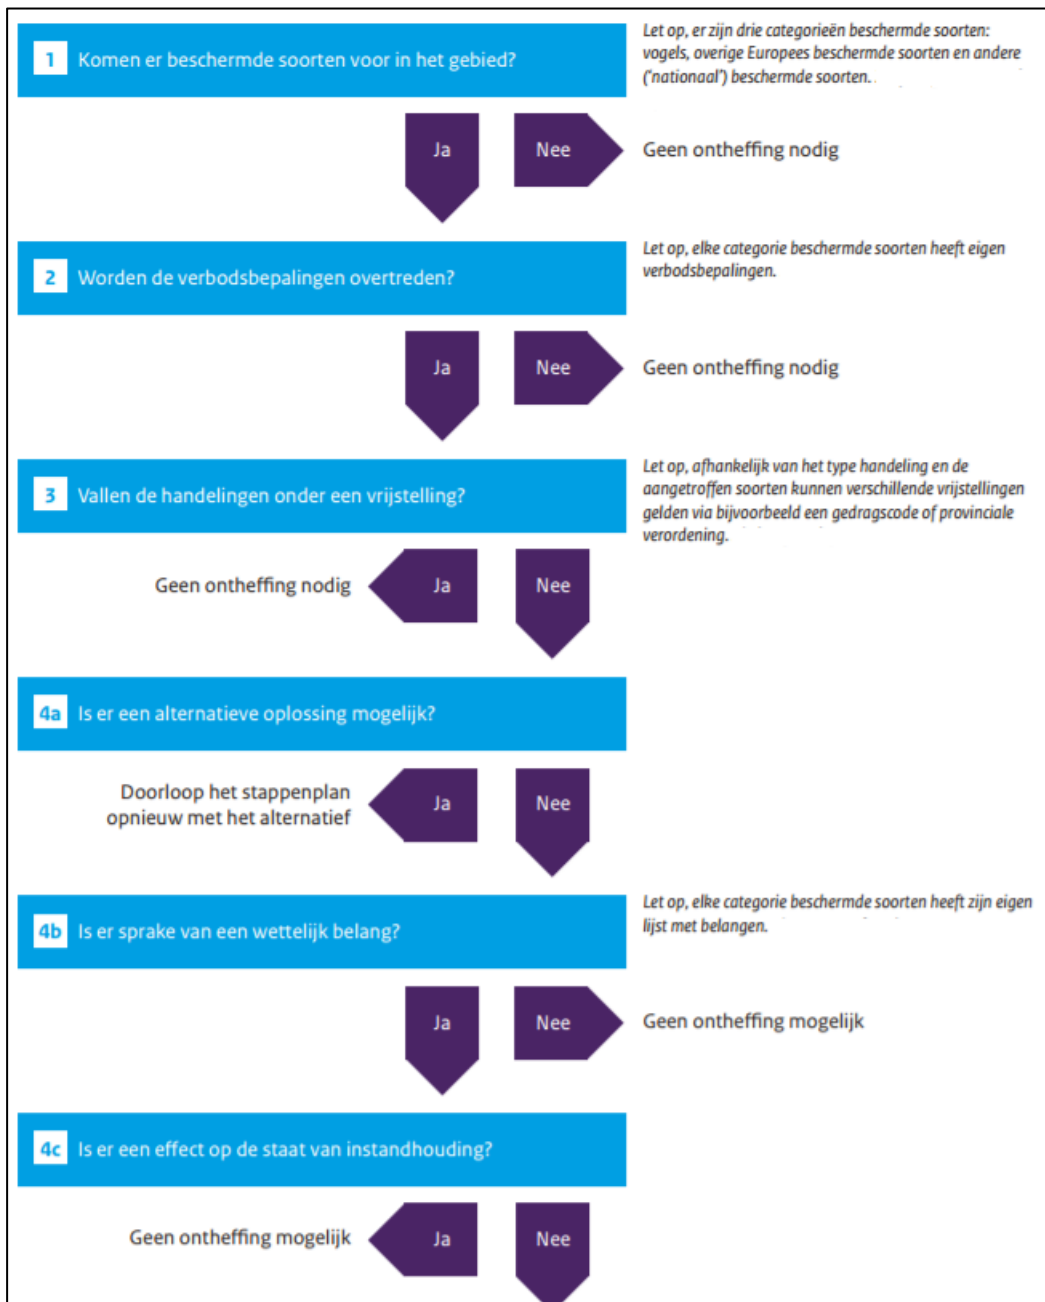 1 Komen er beschermde soorten voor in het gebied?
Let op, er zijn drie categorieën beschermde soorten:
vogels, overige Europees beschermde soorten en andere
('nationaal') beschermde soorten.
Ja
Nee
Geen ontheffing nodig
2 Worden de verbodsbepalingen overtreden?
Let op, elke categorie beschermde soorten heeft eigen
verbodsbepalingen.
Ja
Nee
Geen ontheffing nodig
3 Vallen de handelingen onder een vrijstelling?
Let op, afhankelijk van het type handeling en de
aangetroffen soorten kunnen verschillende vrijstellingen
gelden via bijvoorbeeld een gedragscode of provinciale
verordening.
Geen ontheffing nodig
Ja
Nee
4a Is er een alternatieve oplossing mogelijk?
Doorloop het stappenplan
opnieuw met het alternatief
Ja
Nee
4b Is er sprake van een wettelijk belang?
Let op, elke categorie beschermde soorten heeft zijn eigen
lijst met belangen.
Ja
Nee
Geen ontheffing mogelijk
4c Is er een effect op de staat van instandhouding?
Geen ontheffing mogelijk
Ja
Nee